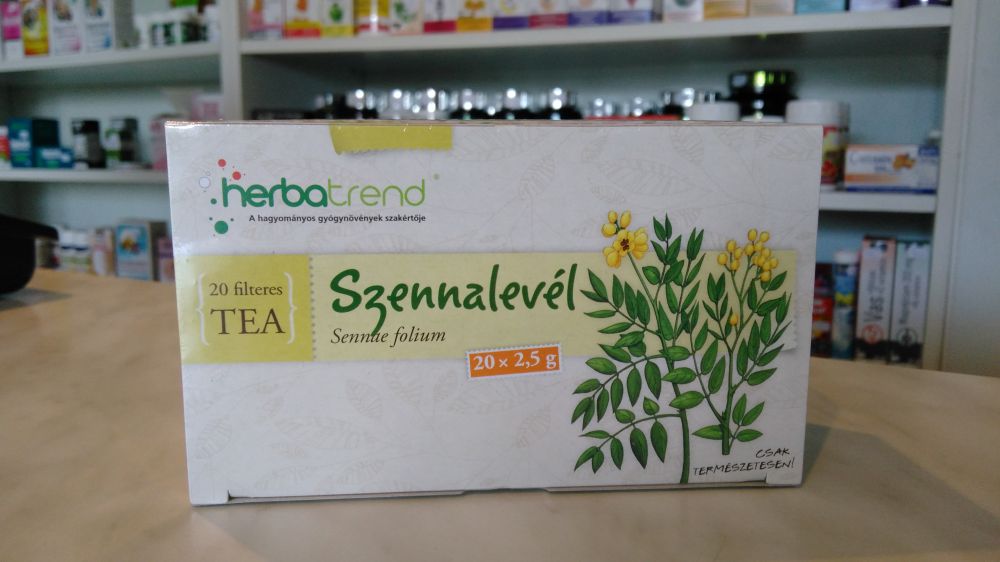 herbatrend®
A hagyományos gyógynövények szakértője
20 filteres
TEA
Szennalevél
Sennae folium
20 × 2,5 g
CSAK
TERMÉSZETESEN!